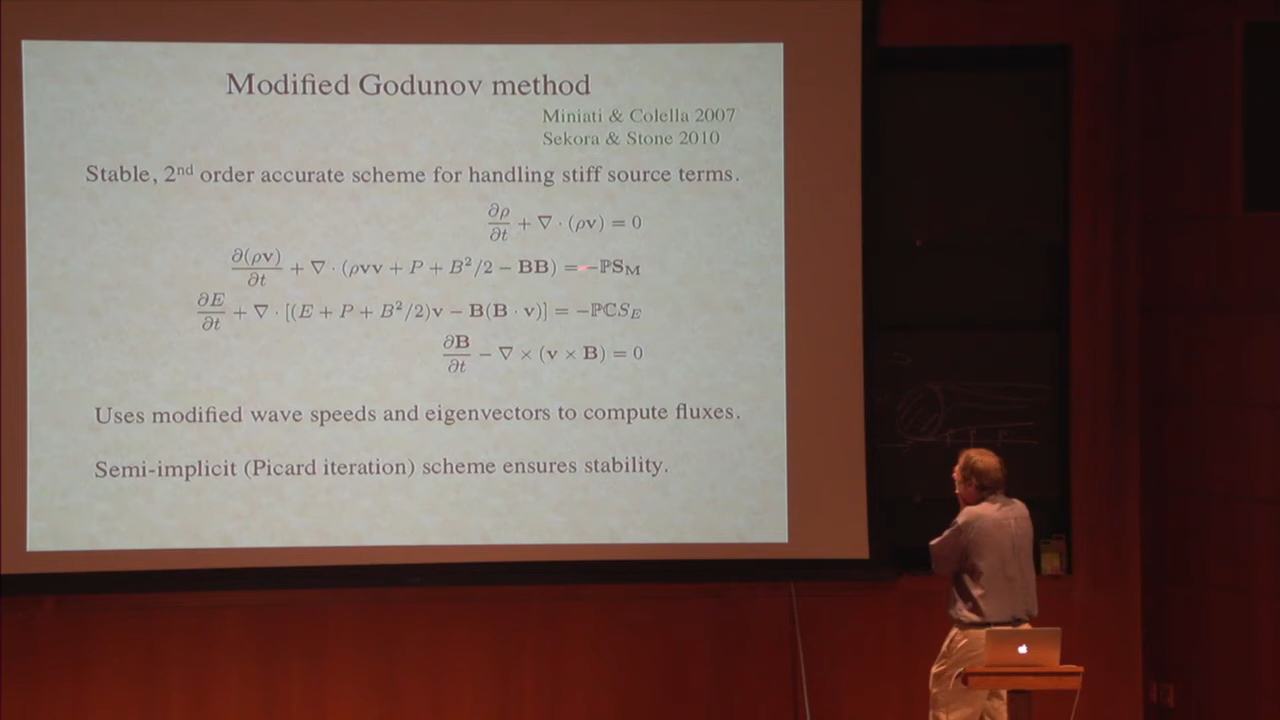 Modified Godunov method
Miniati & Colella 2007
Sekora & Stone 2010
Stable, 2nd order accurate scheme for handling stiff source terms.
∂ρ/∂t + ∇ · (ρv) = 0
∂(ρv)/∂t + ∇ · (ρvv + P + B²/2 − BB) = −ℙS_M
∂E/∂t + ∇ · [(E + P + B²/2)v − B(B · v)] = −ℙℂS_E
∂B/∂t − ∇ × (v × B) = 0
Uses modified wave speeds and eigenvectors to compute fluxes.
Semi-implicit (Picard iteration) scheme ensures stability.